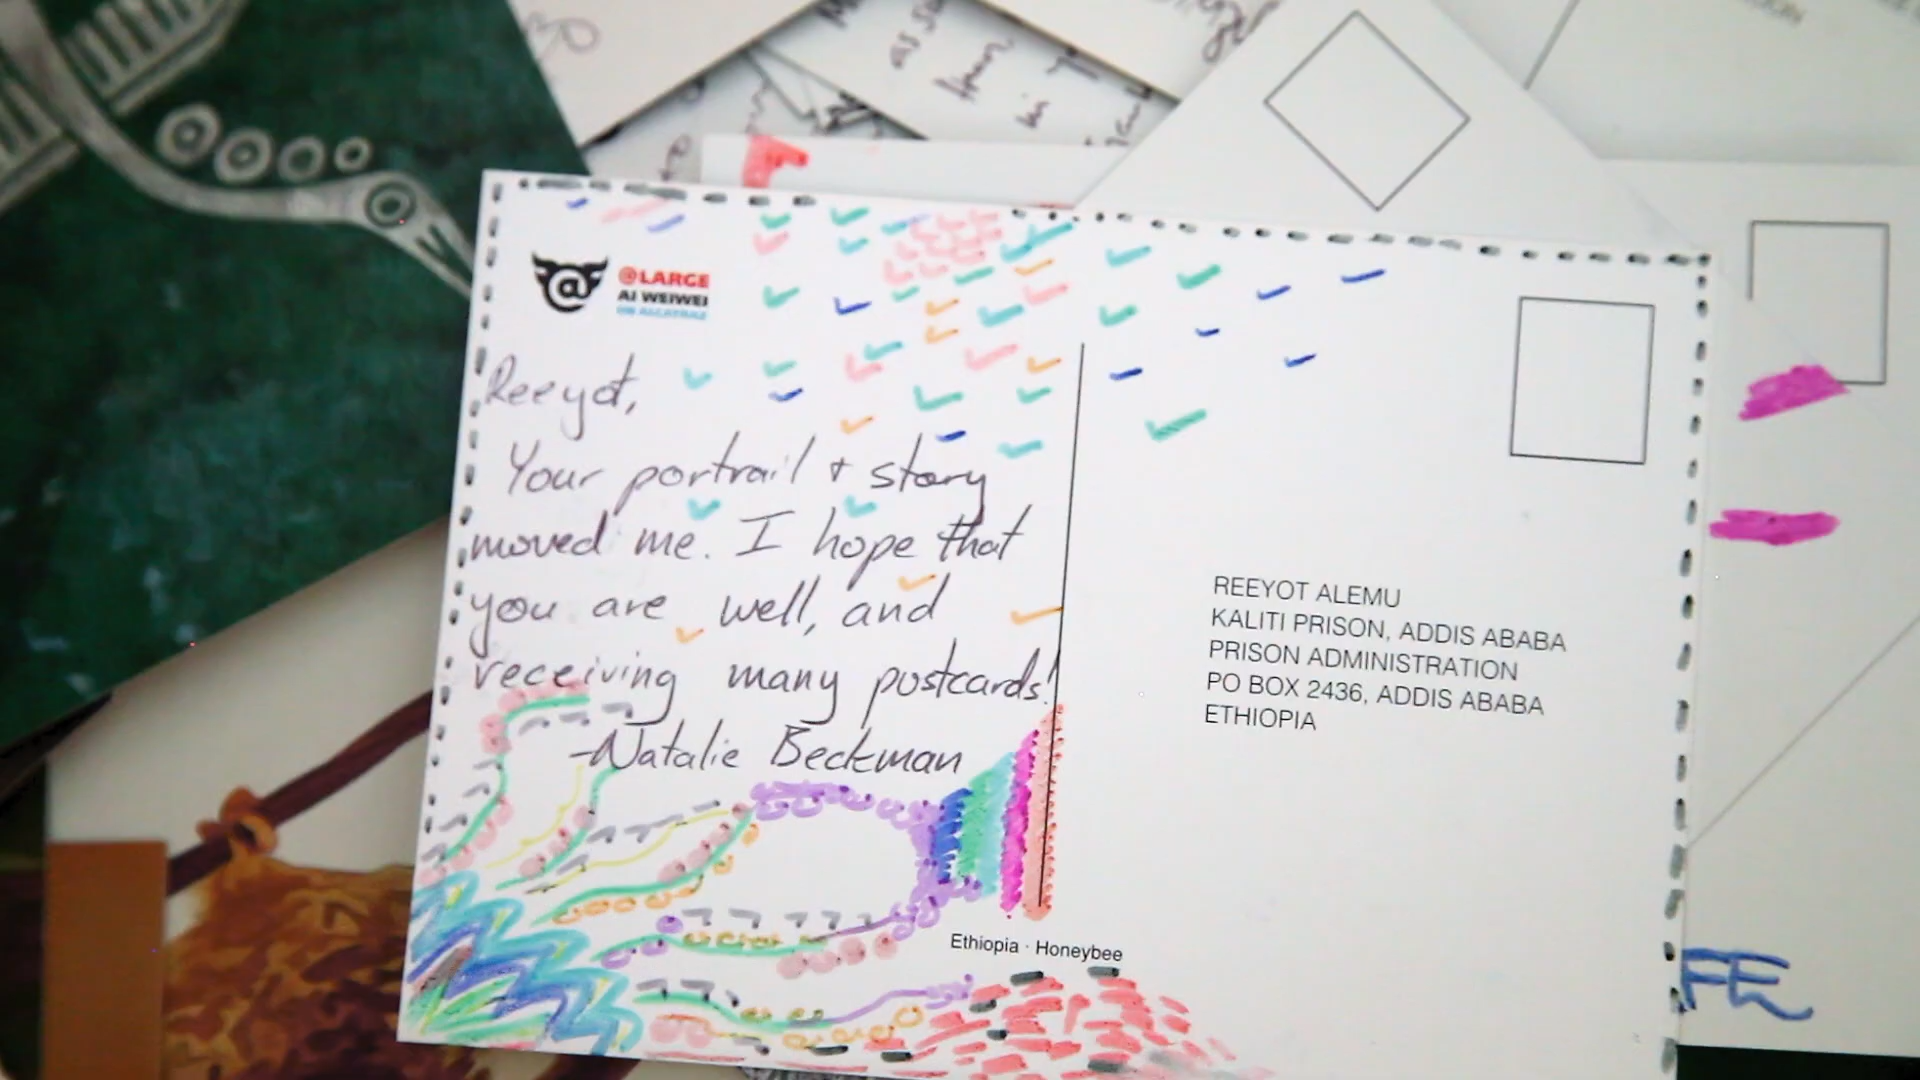 @LARGE
AI WEIWEI
ON ALCATRAZ
Reeyot,
Your portrait + story
moved me. I hope that
you are well, and
receiving many postcards!
-Natalie Beckman
REEYOT ALEMU
KALITI PRISON, ADDIS ABABA
PRISON ADMINISTRATION
PO BOX 2436, ADDIS ABABA
ETHIOPIA
Ethiopia · Honeybee
as
in